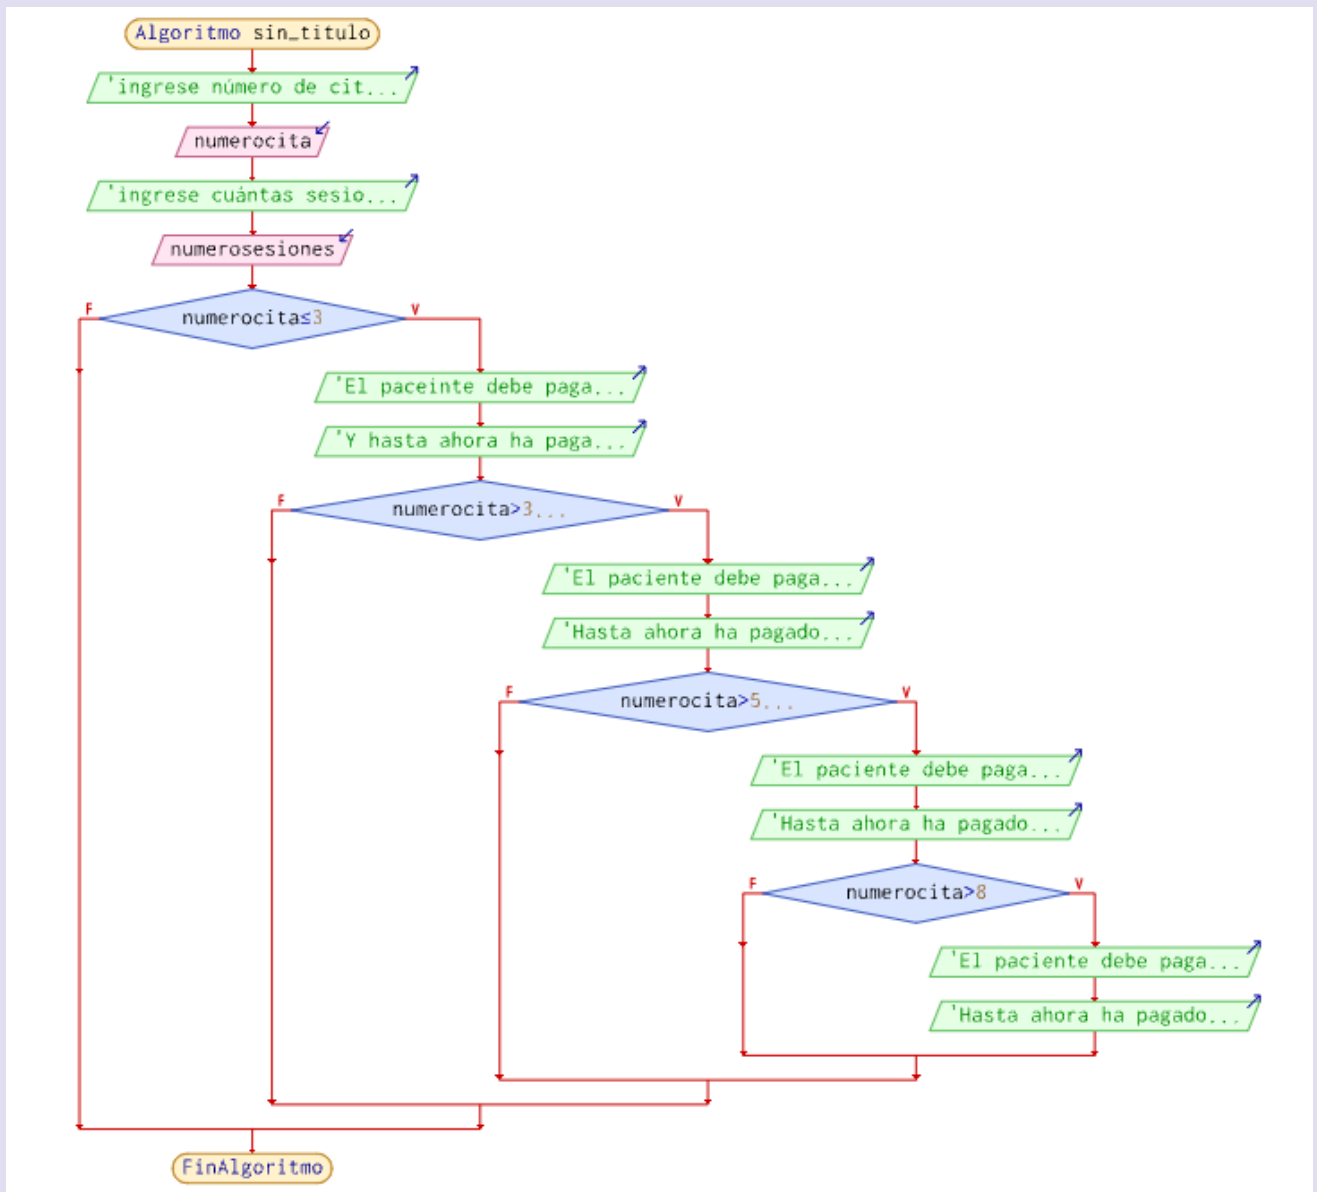 Algoritmo sin_titulo
'ingrese número de cit...
numerocita
'ingrese cuántas sesio...
numerosesiones
F
numerocita≤3
V
'El paceinte debe paga...
'Y hasta ahora ha paga...
F
numerocita>3...
V
'El paciente debe paga...
'Hasta ahora ha pagado...
F
numerocita>5...
V
'El paciente debe paga...
'Hasta ahora ha pagado...
F
numerocita>8
V
'El paciente debe paga...
'Hasta ahora ha pagado...
FinAlgoritmo